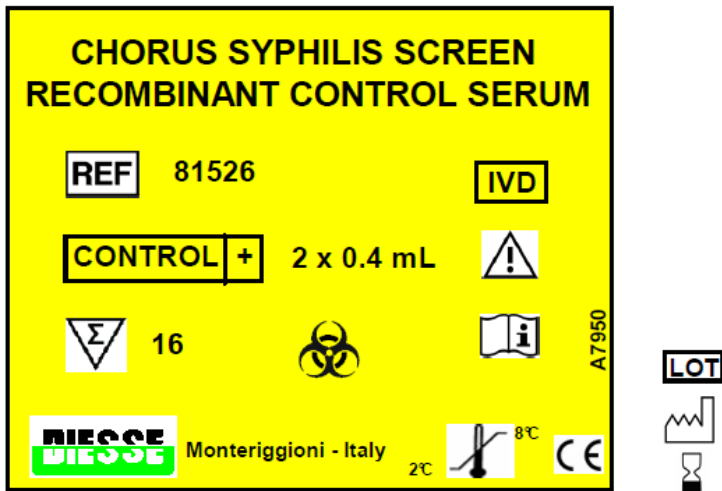 CHORUS SYPHILIS SCREEN
RECOMBINANT CONTROL SERUM
REF 81526
IVD
CONTROL + 2 x 0.4 mL
Σ 16
i
A7950
LOT
DIESSE Monteriggioni - Italy
2°C
8°C
CE